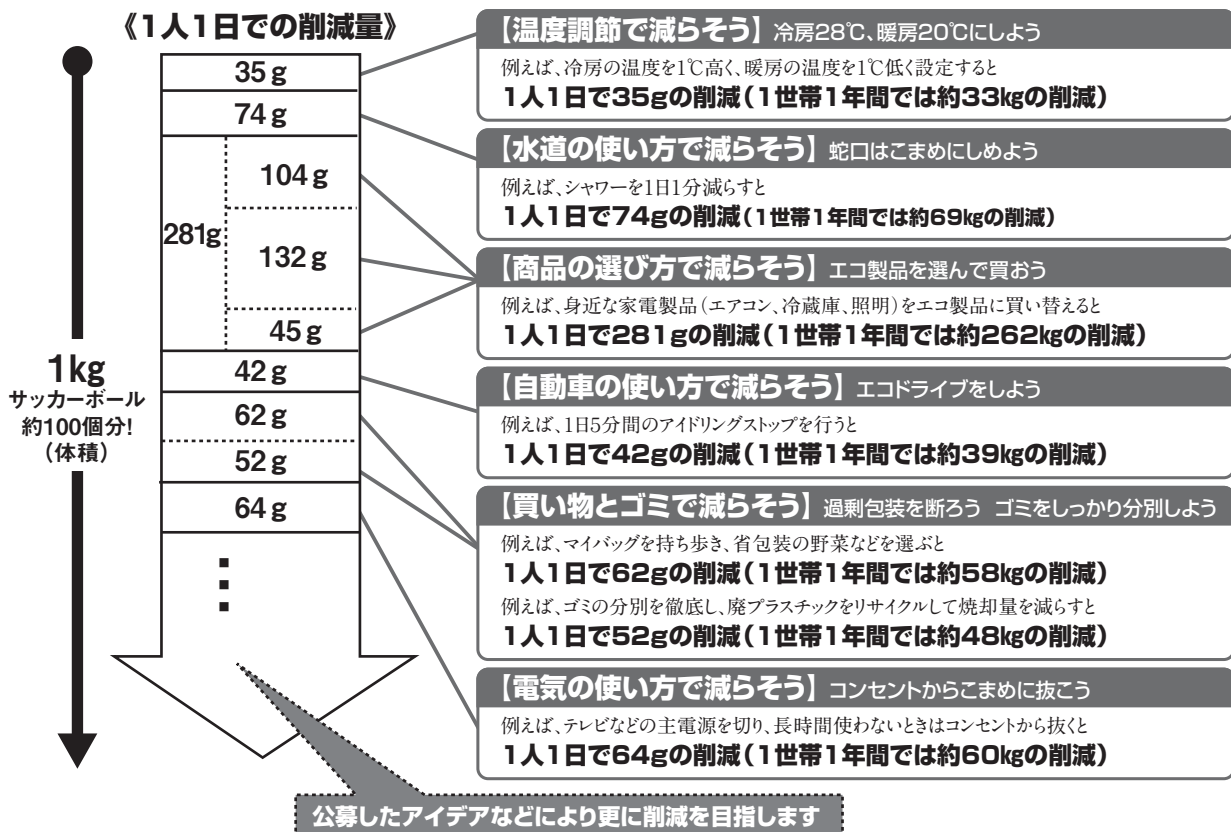 《1人1日での削減量》
35g
74g
281g
104g
132g
45g
42g
62g
52g
64g
1kg
サッカーボール
約100個分!
（体積）
【温度調節で減らそう】冷房28℃、暖房20℃にしよう
例えば、冷房の温度を1℃高く、暖房の温度を1℃低く設定すると
1人1日で35gの削減（1世帯1年間では約33㎏の削減）
【水道の使い方で減らそう】蛇口はこまめにしめよう
例えば、シャワーを1日1分減らすと
1人1日で74gの削減（1世帯1年間では約69㎏の削減）
【商品の選び方で減らそう】エコ製品を選んで買おう
例えば、身近な家電製品（エアコン、冷蔵庫、照明）をエコ製品に買い替えると
1人1日で281gの削減（1世帯1年間では約262㎏の削減）
【自動車の使い方で減らそう】エコドライブをしよう
例えば、1日5分間のアイドリングストップを行うと
1人1日で42gの削減（1世帯1年間では約39㎏の削減）
【買い物とゴミで減らそう】過剰包装を断ろう ゴミをしっかり分別しよう
例えば、マイバッグを持ち歩き、省包装の野菜などを選ぶと
1人1日で62gの削減（1世帯1年間では約58㎏の削減）
例えば、ゴミの分別を徹底し、廃プラスチックをリサイクルして焼却量を減らすと
1人1日で52gの削減（1世帯1年間では約48㎏の削減）
【電気の使い方で減らそう】コンセントからこまめに抜こう
例えば、テレビなどの主電源を切り、長時間使わないときはコンセントから抜くと
1人1日で64gの削減（1世帯1年間では約60㎏の削減）
公募したアイデアなどにより更に削減を目指します